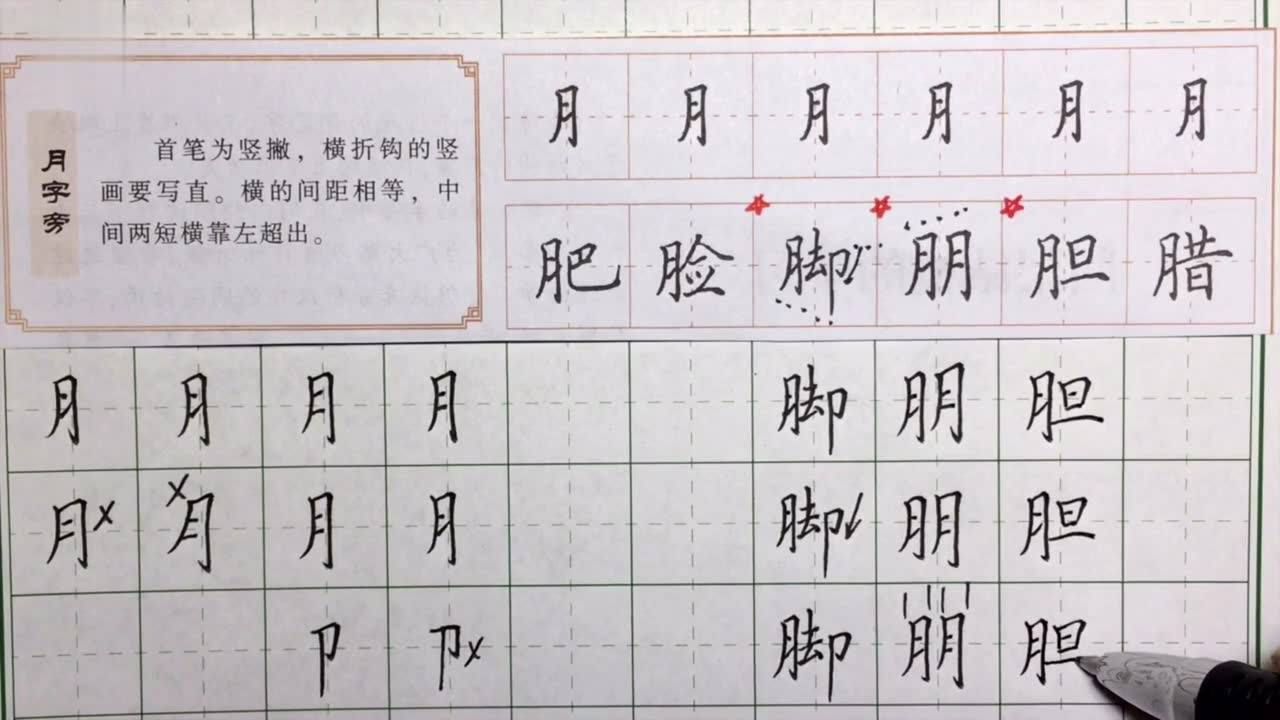 月字旁
首笔为竖撇，横折钩的竖
画要写直。横的间距相等，中
间两短横靠左超出。
月 月 月 月 月 月
肥 脸 脚 朋 胆 腊
月 月 月 月 脚 朋 胆
月 月 月 月 脚 朋 胆
卩 卩 脚 朋 胆